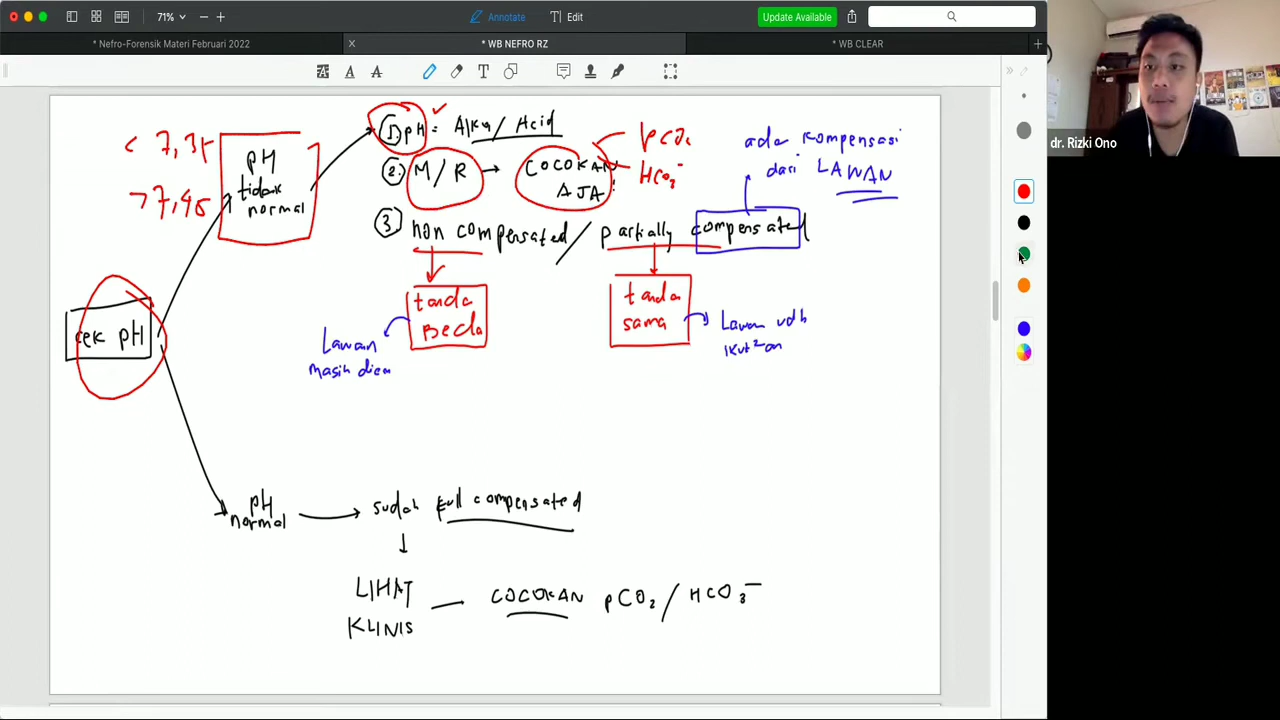 71%
Annotate
Edit
Update Available
* Nefro-Forensik Materi Februari 2022
* WB NEFRO RZ
* WB CLEAR
dr. Rizki Ono
< 7,35
> 7,45
pH
tidak
normal
① pH = Alka / Acid
② M / R → COCOKAN
AJA!
pCO₂
HCO₃⁻
ada kompensasi
dari LAWAN
③ non compensated / partially compensated
tanda
Beda
tanda
sama
Lawan
masih diem
Lawan udh
ikut²an
cek pH
pH
normal
sudah full compensated
LIHAT
KLINIS
COCOKAN pCO₂ / HCO₃⁻